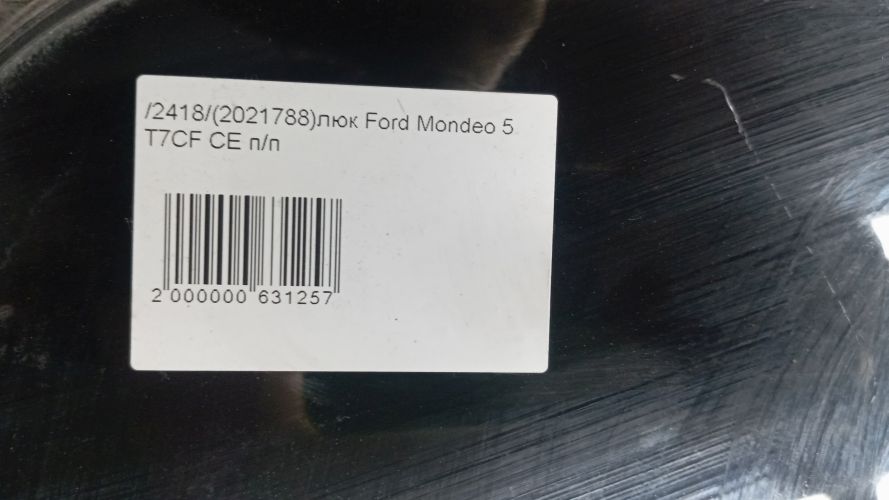 /2418/(2021788)люк Ford Mondeo 5
T7CF CE п/п
2 000000 631257